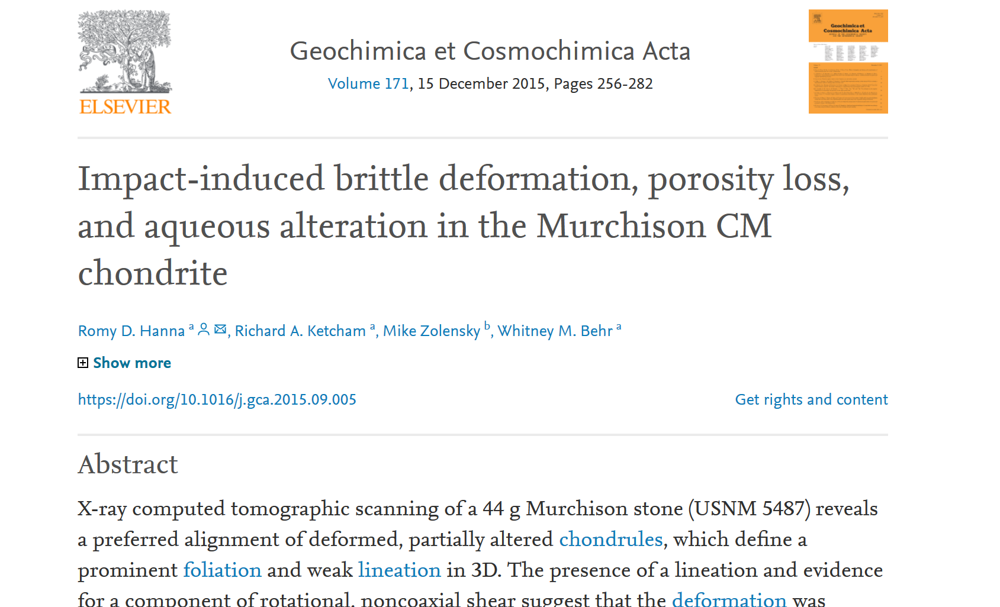 ELSEVIER
Geochimica et Cosmochimica Acta
Volume 171, 15 December 2015, Pages 256-282
Geochimica et
Cosmochimica Acta
Impact-induced brittle deformation, porosity loss,
and aqueous alteration in the Murchison CM
chondrite
Romy D. Hanna a, Richard A. Ketcham a, Mike Zolensky b, Whitney M. Behr a
Show more
https://doi.org/10.1016/j.gca.2015.09.005
Get rights and content
Abstract
X-ray computed tomographic scanning of a 44 g Murchison stone (USNM 5487) reveals
a preferred alignment of deformed, partially altered chondrules, which define a
prominent foliation and weak lineation in 3D. The presence of a lineation and evidence
for a component of rotational, noncoaxial shear suggest that the deformation was